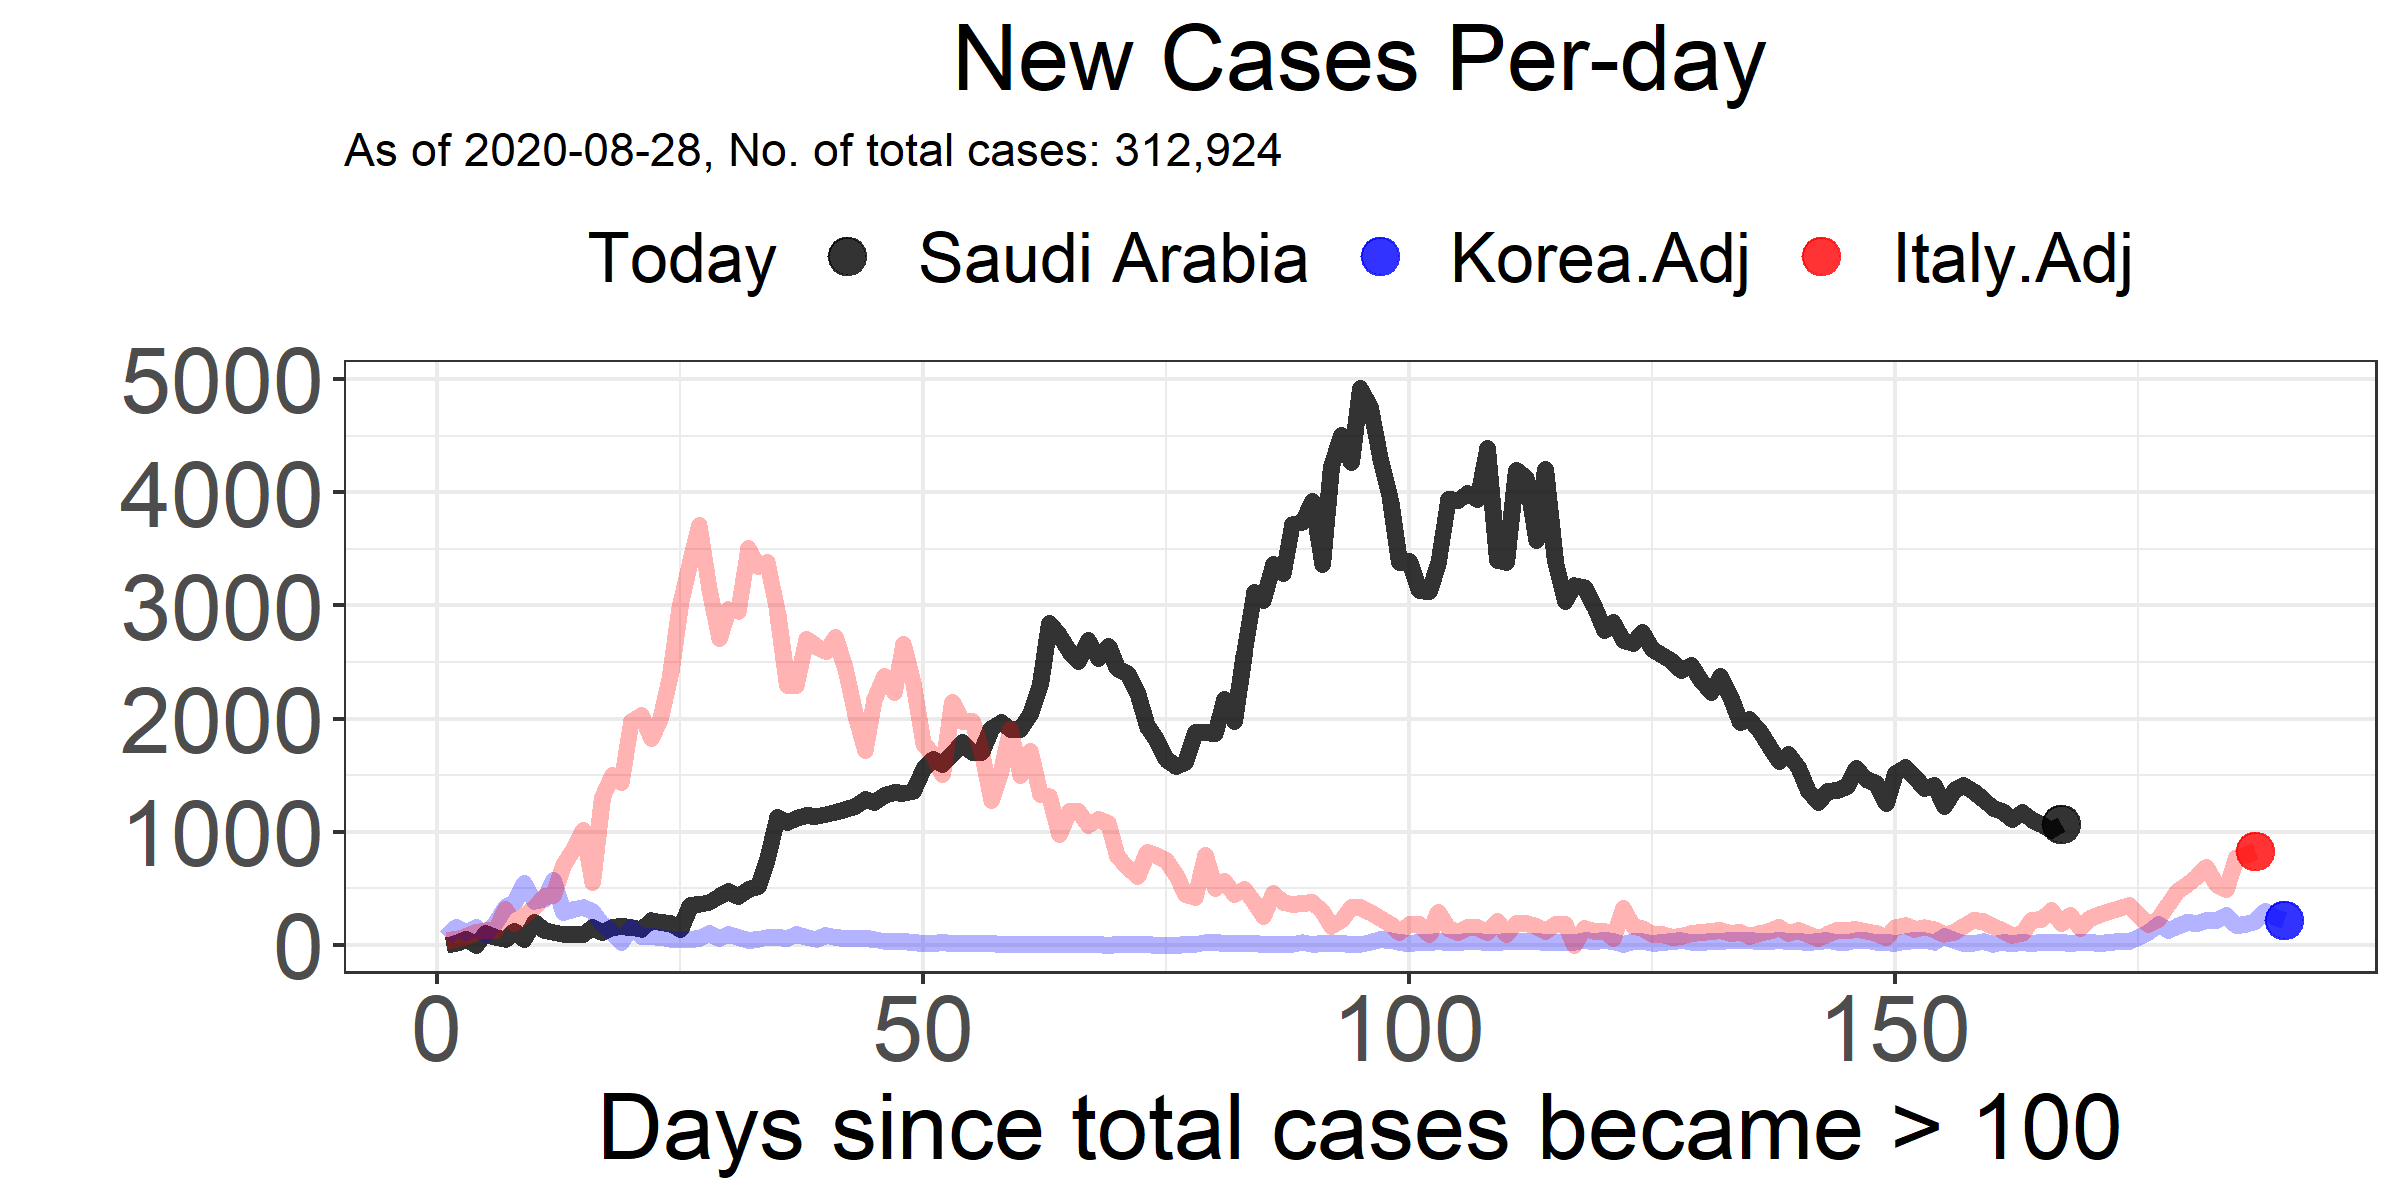 New Cases Per-day
As of 2020-08-28, No. of total cases: 312,924
Today Saudi Arabia Korea.Adj Italy.Adj
5000
4000
3000
2000
1000
0
0 50 100 150
Days since total cases became > 100